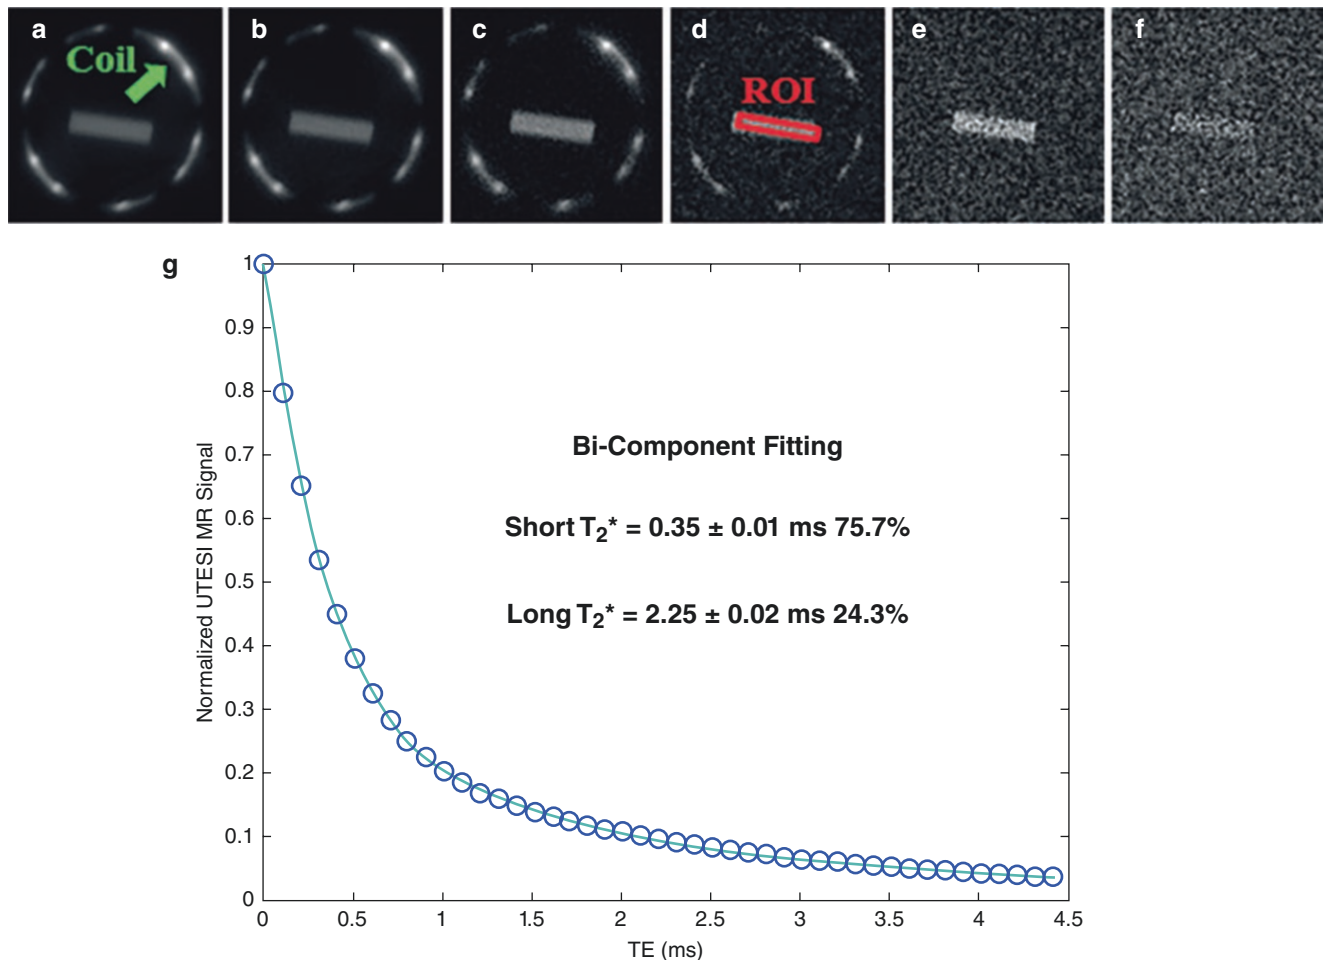 a
b
c
d
e
f
Coil
ROI
g
Normalized UTESI MR Signal
1
0.9
0.8
0.7
0.6
0.5
0.4
0.3
0.2
0.1
0
Bi-Component Fitting
Short T₂* = 0.35 ± 0.01 ms 75.7%
Long T₂* = 2.25 ± 0.02 ms 24.3%
0 0.5 1 1.5 2 2.5 3 3.5 4 4.5
TE (ms)